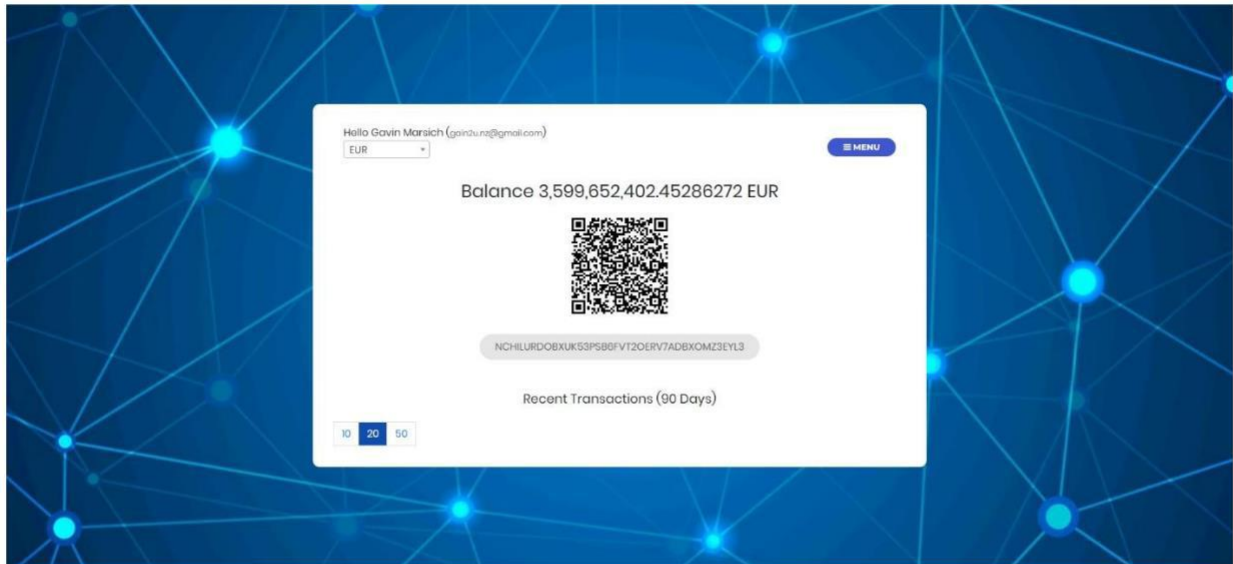 Hello Gavin Marsich (gain2u.nz@gmail.com)
EUR
MENU
Balance 3,599,652,402.45286272 EUR
NCHILURDOBXUK53PSB6FVT2OERV7ADBXOMZ3EYL3
Recent Transactions (90 Days)
10 20 50